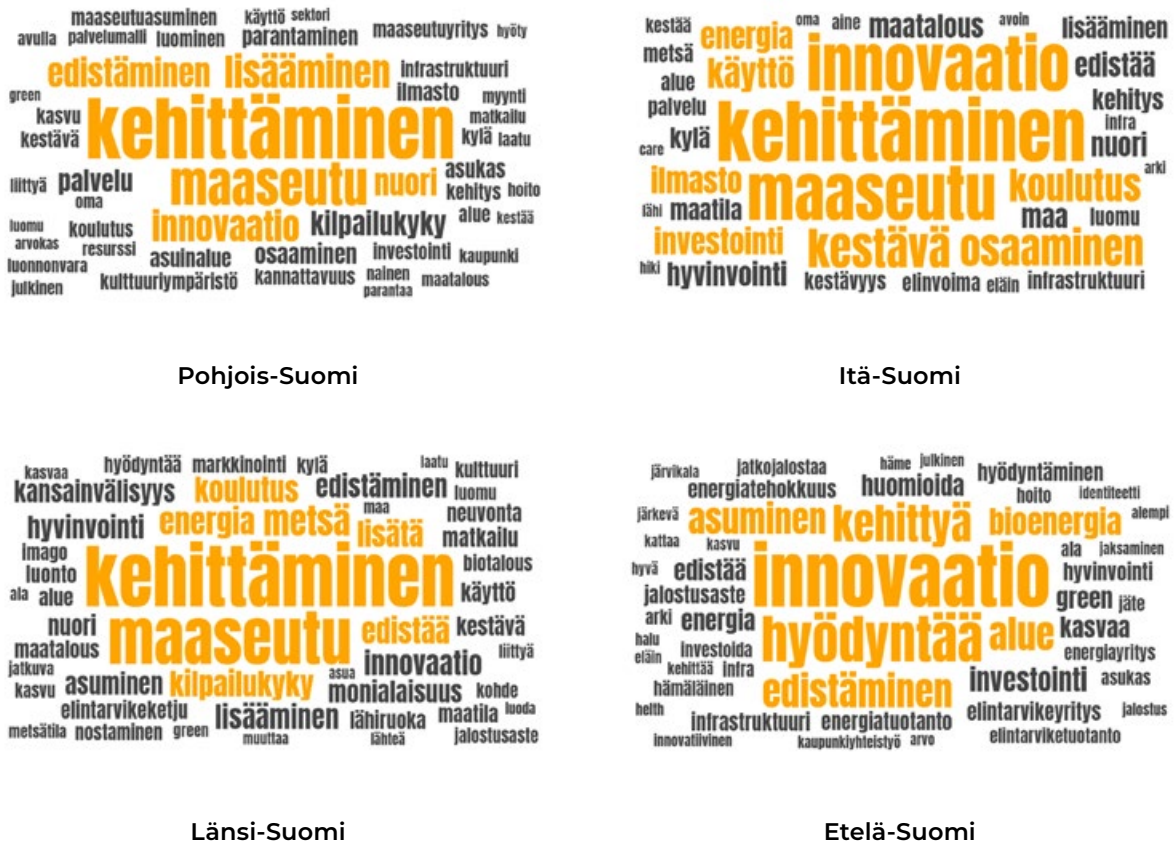 maaseutuasuminen käyttö sektori
avulla palvelumalli luominen parantaminen maaseutuyritys hyöty
edistäminen lisääminen infrastruktuuri
green ilmasto myynti
kasvu kehittäminen matkailu
kestävä kylä laatu
liittyä palvelu maaseutu nuori asukas
oma kehitys hoito
luomu koulutus innovaatio kilpailukyky alue kestää
arvokas resurssi asuinalue osaaminen investointi kaupunki
luonnonvara kulttuuriympäristö kannattavuus nainen maatalous
julkinen parantaa
Pohjois-Suomi
kestää energia oma aine maatalous avoin lisääminen
metsä käyttö innovaatio edistää
alue
palvelu kehittäminen kehitys
infra
care kylä nuori
ilmasto maaseutu koulutus arki
lähi maatila maa luomu
investointi kestävä osaaminen
hiki hyvinvointi kestävyys elinvoima eläin infrastruktuuri
Itä-Suomi
kasvaa hyödyntää markkinointi kylä laatu kulttuuri
kansainvälisyys koulutus edistäminen luomu
hyvinvointi energia metsä maa lisätä neuvonta
matkailu
imago kehittäminen biotalous
luonto
ala alue käyttö
nuori maaseutu edistää kestävä
maatalous innovaatio liittyä
jatkuva
kasvu asuminen kilpailukyky asua monialaisuus kohde
elintarvikeketju lisääminen lähiruoka maatila luoda
metsätila nostaminen green muuttaa lähteä jalostusaste
Länsi-Suomi
järvikala jatkojalostaa häme julkinen hyödyntäminen
energiatehokkuus huomioida hoito identiteetti
järkevä asuminen kehittyä bioenergia alempi
kattaa kasvu ala jaksaminen
hyvä edistää innovaatio hyvinvointi
jalostusaste green jäte
arki energia hyödyntää alue kasvaa
halu investoida energiayritys
eläin kehittää infra
hämäläinen edistäminen investointi asukas
helth infrastruktuuri energiatuotanto elintarvikeyritys jalostus
innovatiivinen kaupunkiyhteistyö arvo elintarviketuotanto
Etelä-Suomi